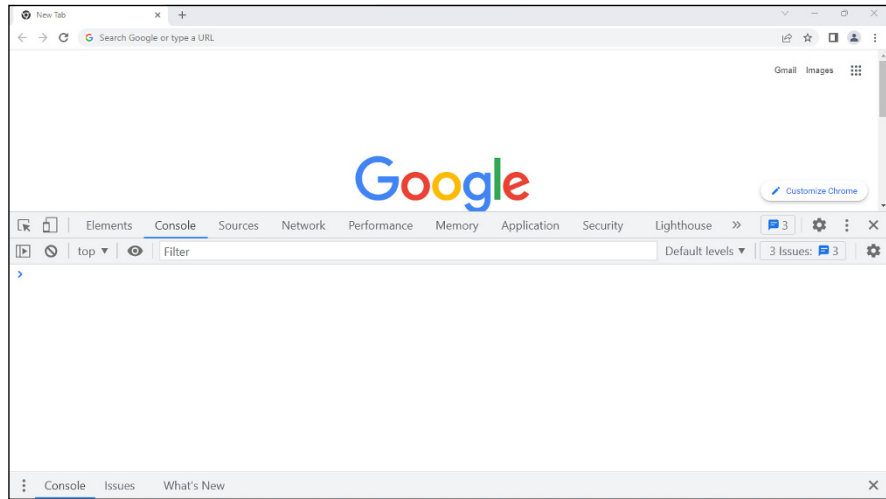 New Tab
Search Google or type a URL
Gmail Images
Google
Customize Chrome
Elements Console Sources Network Performance Memory Application Security Lighthouse 3
top Filter Default levels 3 Issues: 3
Console Issues What's New